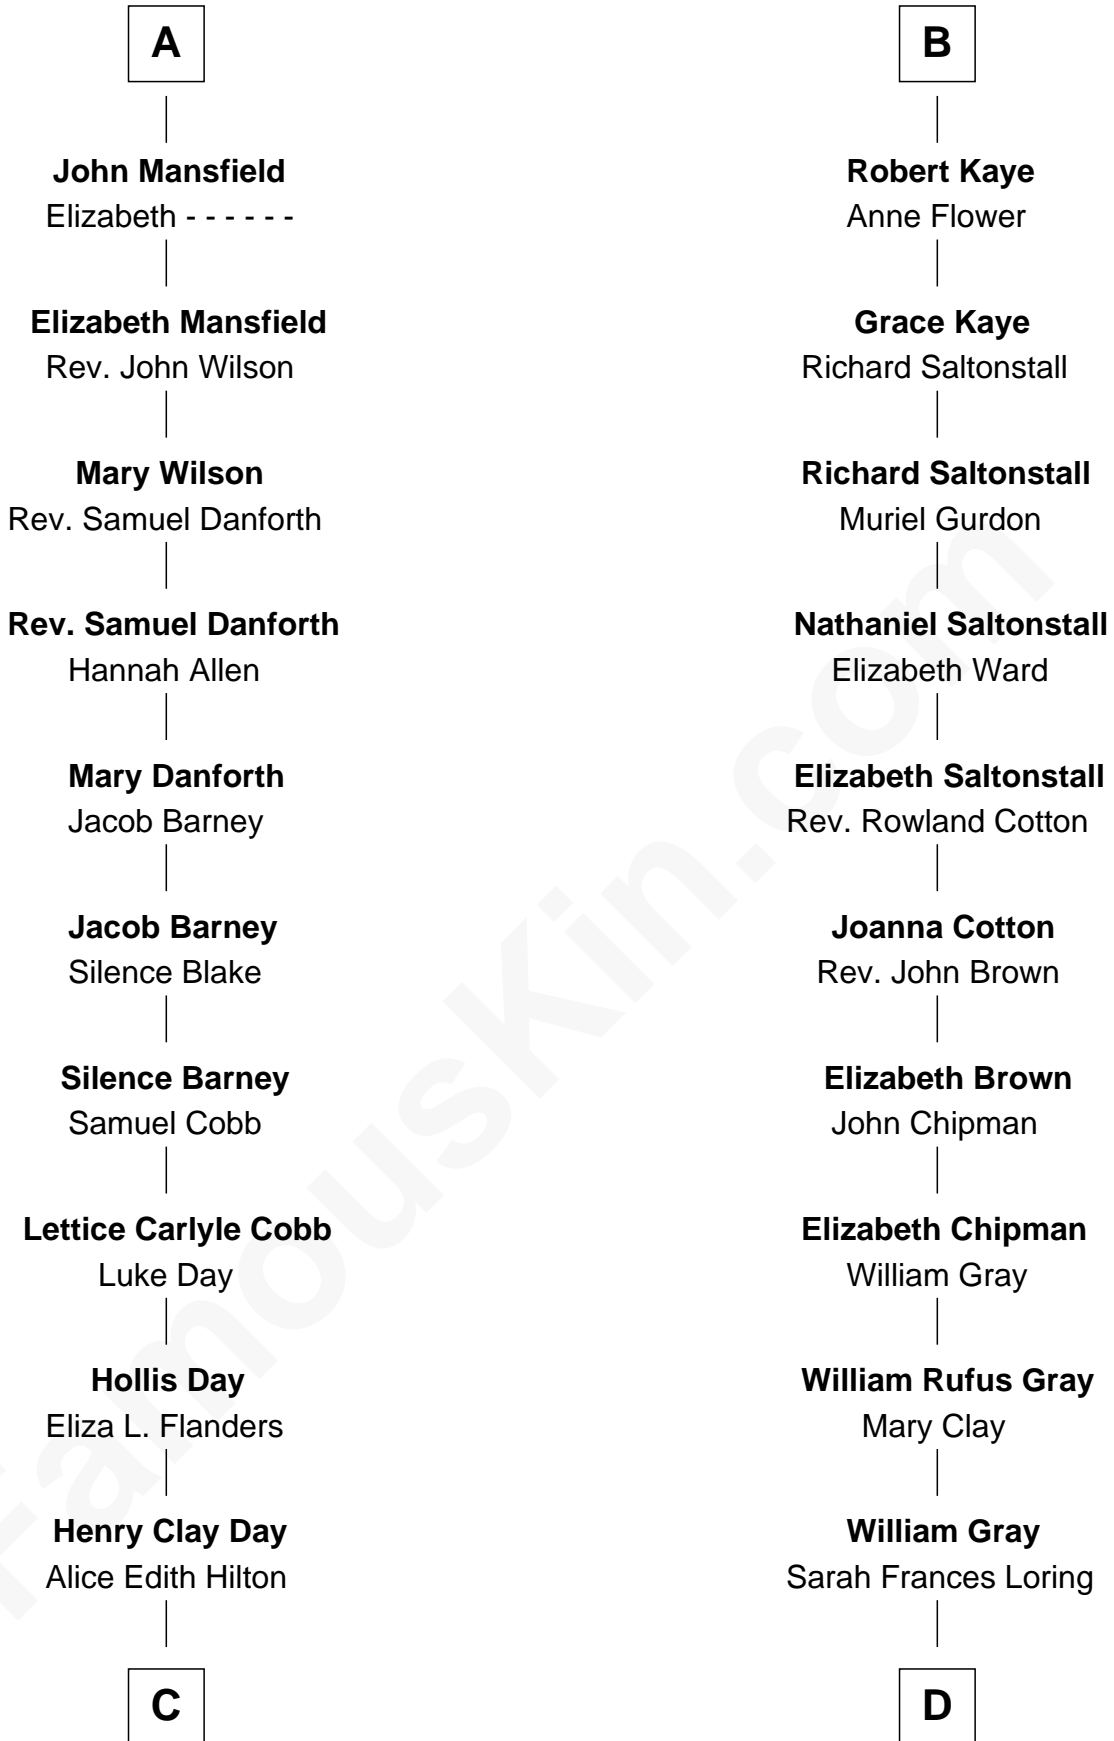 A
John Mansfield
Elizabeth - - - - - -
Elizabeth Mansfield
Rev. John Wilson
Mary Wilson
Rev. Samuel Danforth
Rev. Samuel Danforth
Hannah Allen
Mary Danforth
Jacob Barney
Jacob Barney
Silence Blake
Silence Barney
Samuel Cobb
Lettice Carlyle Cobb
Luke Day
Hollis Day
Eliza L. Flanders
Henry Clay Day
Alice Edith Hilton
C
B
Robert Kaye
Anne Flower
Grace Kaye
Richard Saltonstall
Richard Saltonstall
Muriel Gurdon
Nathaniel Saltonstall
Elizabeth Ward
Elizabeth Saltonstall
Rev. Rowland Cotton
Joanna Cotton
Rev. John Brown
Elizabeth Brown
John Chipman
Elizabeth Chipman
William Gray
William Rufus Gray
Mary Clay
William Gray
Sarah Frances Loring
D
FamousKin.com